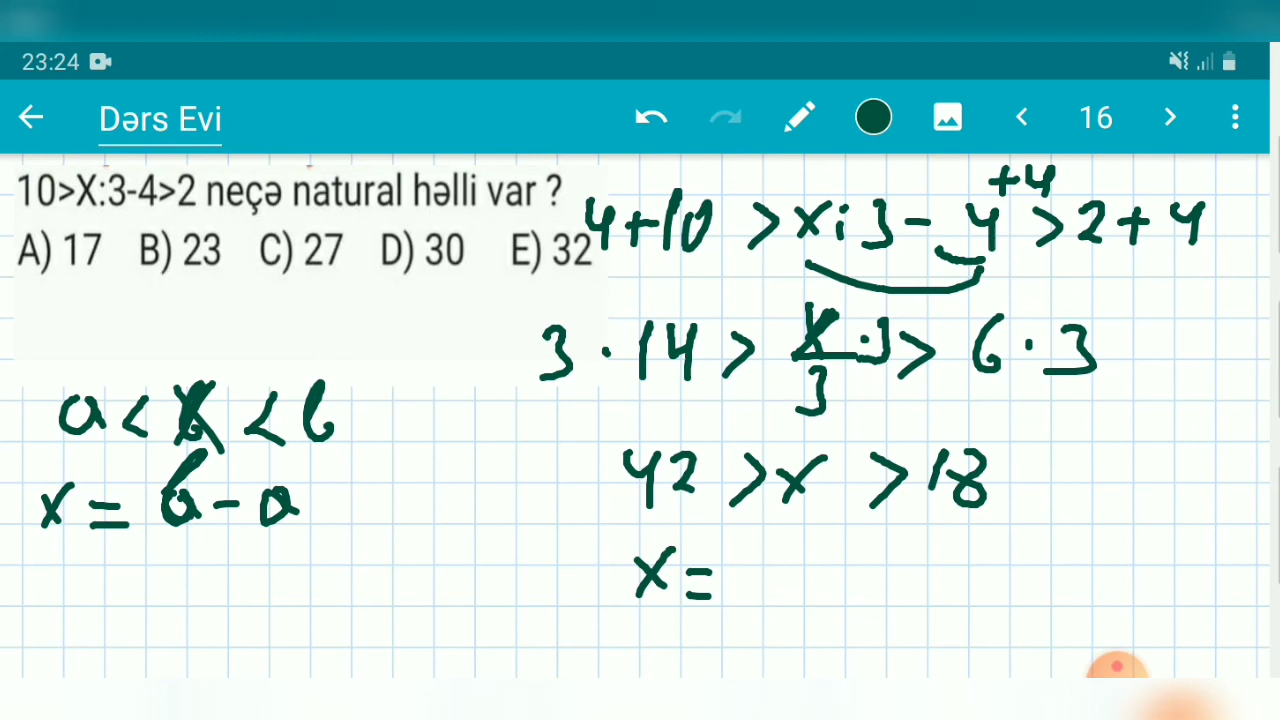 23:24
Dərs Evi
16
10>X:3-4>2 neçə natural həlli var ?
A) 17 B) 23 C) 27 D) 30 E) 32
+4
4+10 > x:3 - 4 > 2 + 4
3 · 14 > x/3 · 3 > 6 · 3
42 > x > 18
x =
a < x < b
x = b - a